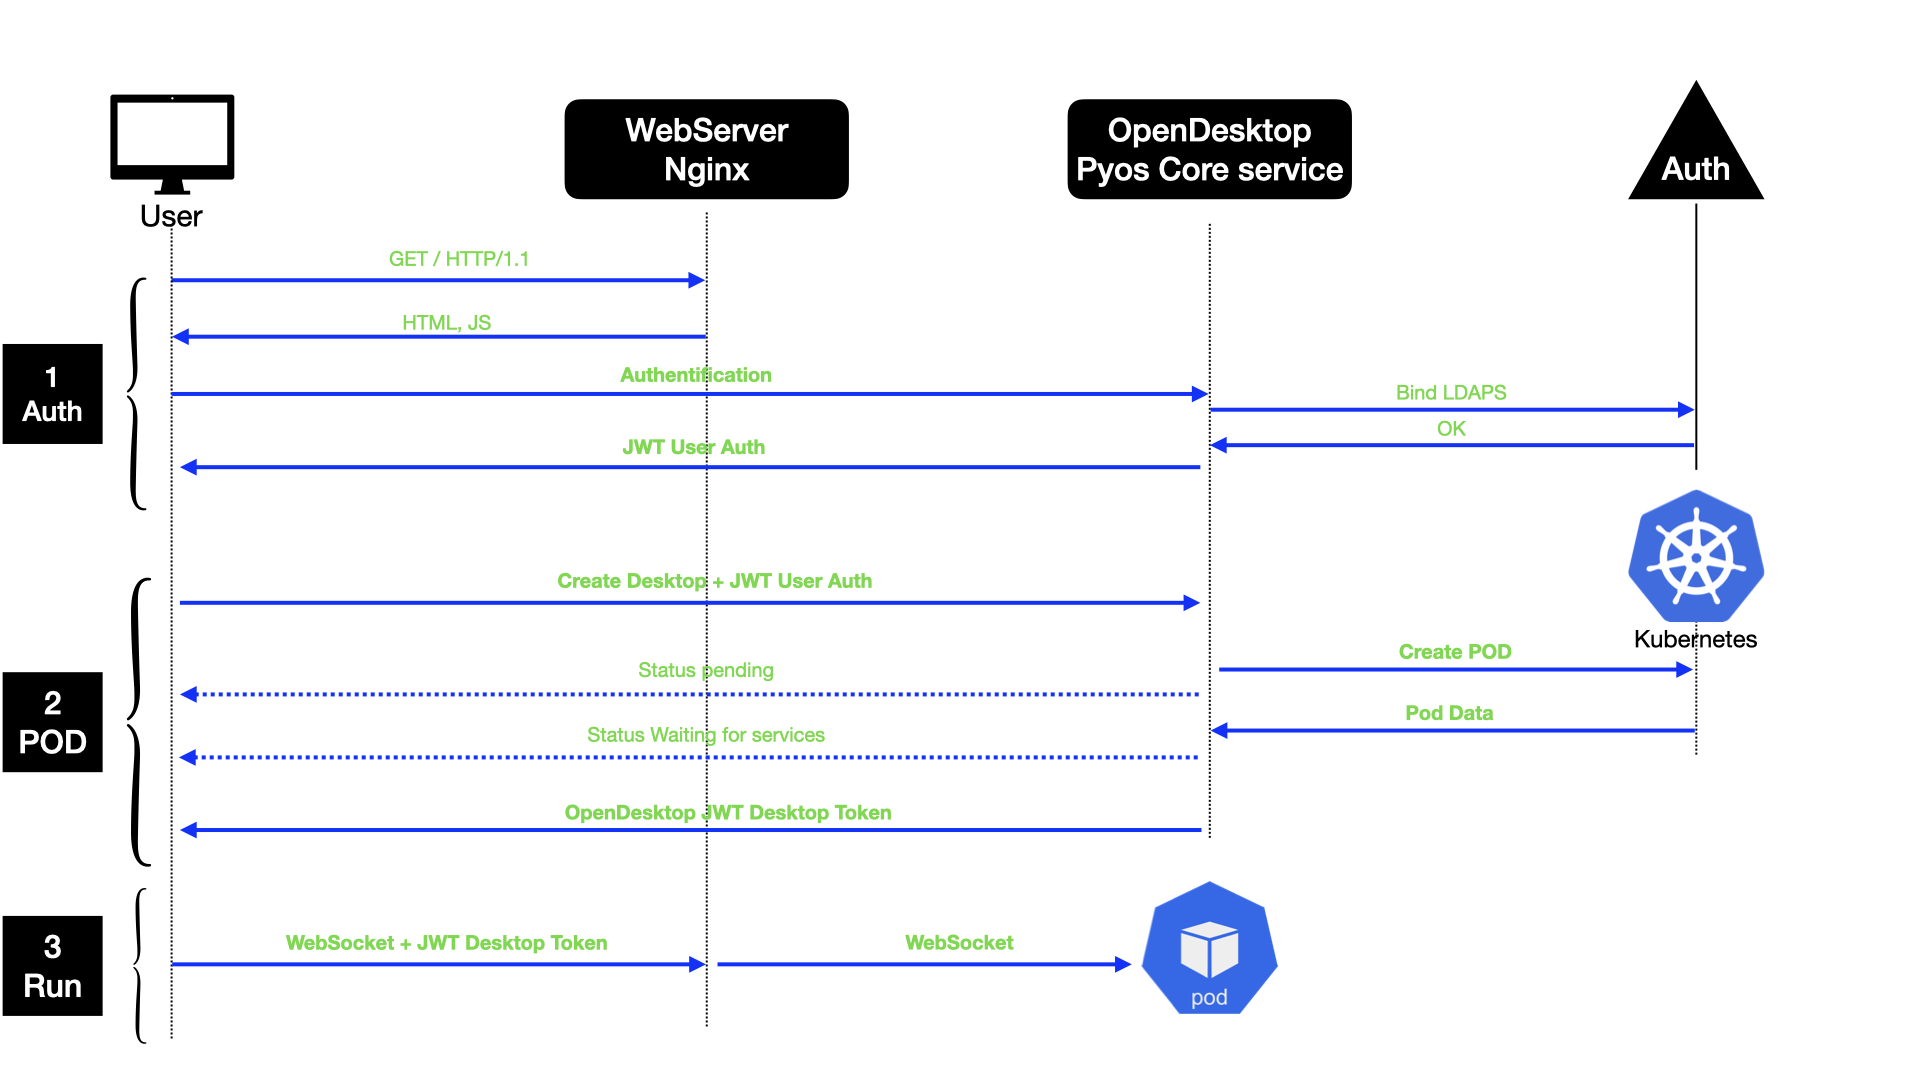 WebServer
Nginx
OpenDesktop
Pyos Core service
Auth
User
GET / HTTP/1.1
HTML, JS
1
Auth
Authentification
Bind LDAPS
OK
JWT User Auth
Create Desktop + JWT User Auth
Kubernetes
Create POD
Status pending
2
POD
Pod Data
Status Waiting for services
OpenDesktop JWT Desktop Token
3
Run
WebSocket + JWT Desktop Token
WebSocket
pod